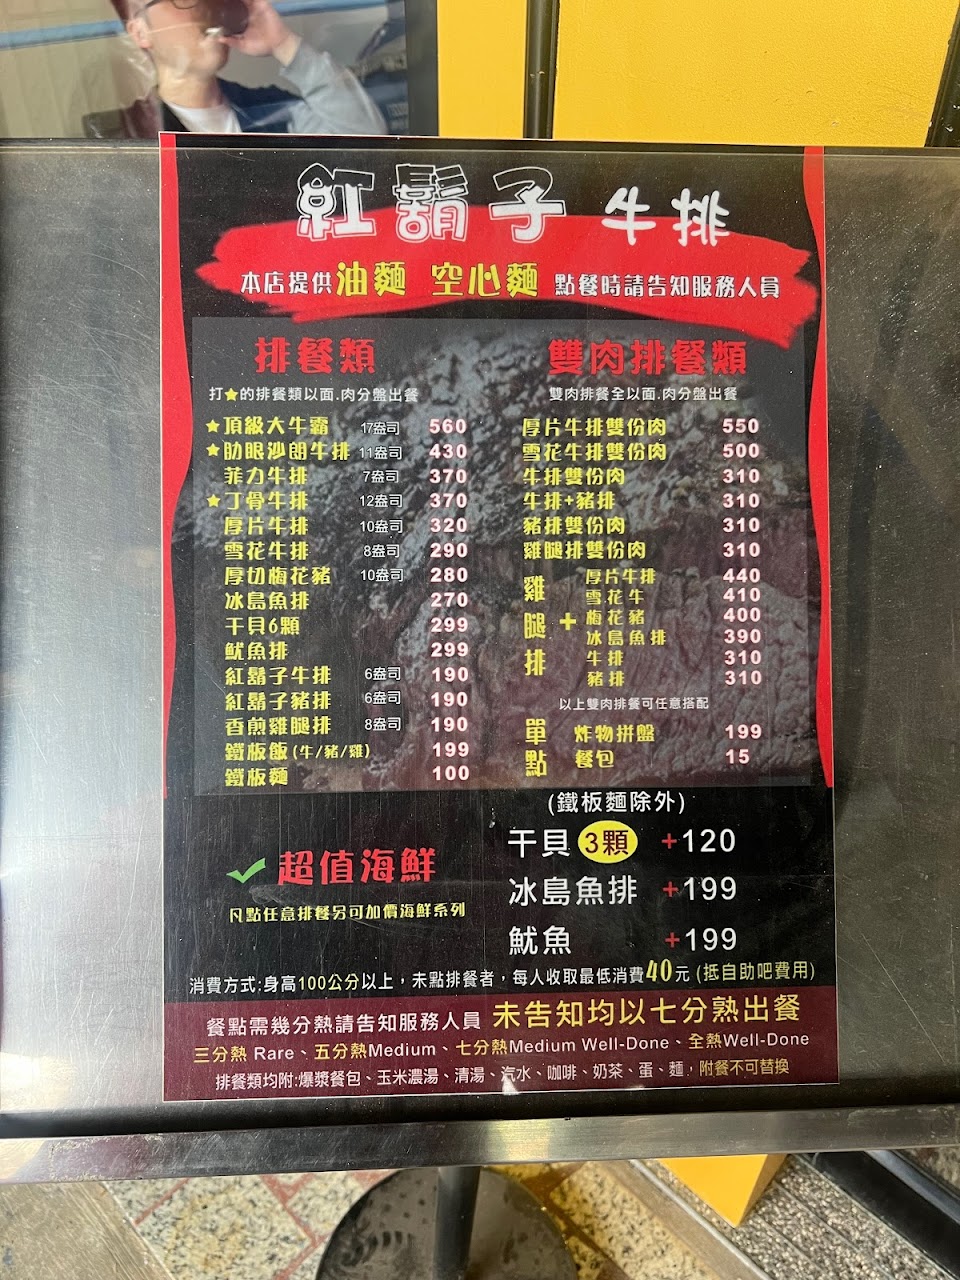 紅鬍子 牛排
本店提供油麵 空心麵 點餐時請告知服務人員
排餐類
打★的排餐類以面.肉分盤出餐
★頂級大牛霸 17盎司 560
★肋眼沙朗牛排 11盎司 430
菲力牛排 7盎司 370
★丁骨牛排 12盎司 370
厚片牛排 10盎司 320
雪花牛排 8盎司 290
厚切梅花豬 10盎司 280
冰島魚排 270
干貝6顆 299
魷魚排 299
紅鬍子牛排 6盎司 190
紅鬍子豬排 6盎司 190
香煎雞腿排 8盎司 190
鐵板飯(牛/豬/雞) 199
鐵板麵 100
雙肉排餐類
雙肉排餐全以面.肉分盤出餐
厚片牛排雙份肉 550
雪花牛排雙份肉 500
牛排雙份肉 310
牛排+豬排 310
豬排雙份肉 310
雞腿排雙份肉 310
雞腿排+
厚片牛排 440
雪花牛 410
梅花豬 400
冰島魚排 390
牛排 310
豬排 310
以上雙肉排餐可任意搭配
單點
炸物拼盤 199
餐包 15
✓超值海鮮
凡點任意排餐另可加價海鮮系列
(鐵板麵除外)
干貝3顆 +120
冰島魚排 +199
魷魚 +199
消費方式:身高100公分以上，未點排餐者，每人收取最低消費40元(抵自助吧費用)
餐點需幾分熟請告知服務人員 未告知均以七分熟出餐
三分熱 Rare、五分熱Medium、七分熱Medium Well-Done、全熱Well-Done
排餐類均附:爆漿餐包、玉米濃湯、清湯、汽水、咖啡、奶茶、蛋、麵，附餐不可替換